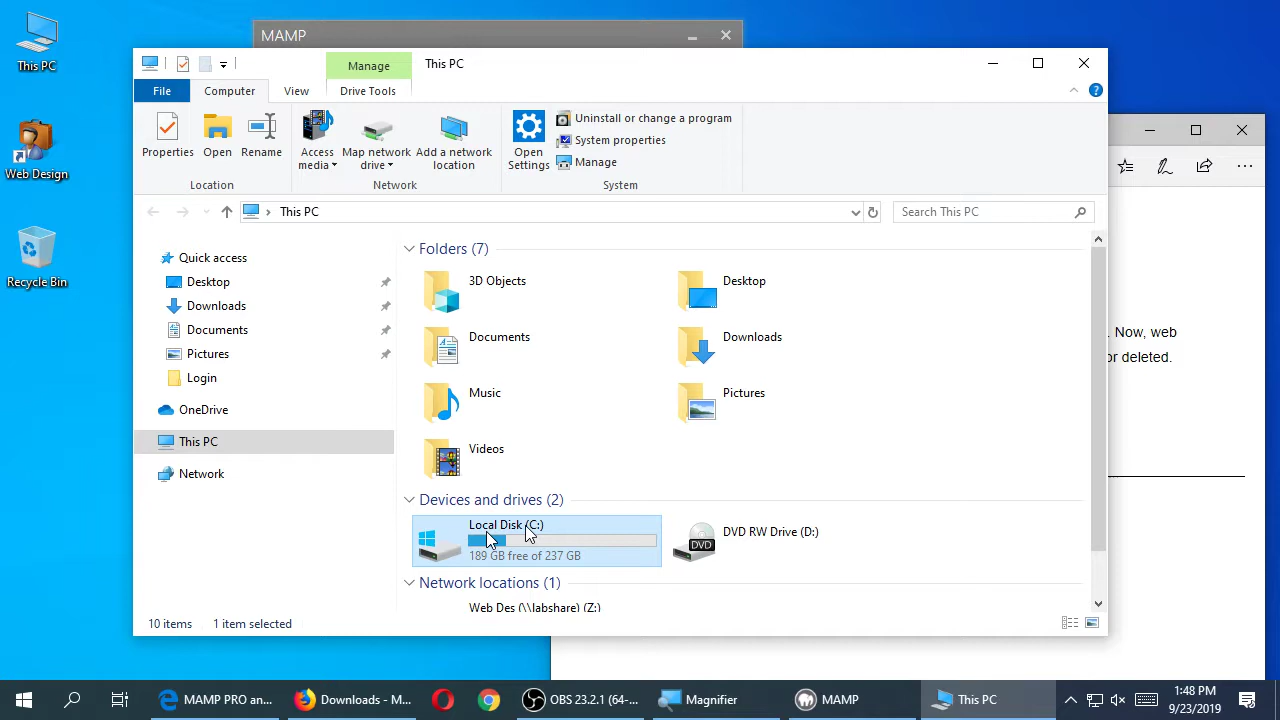 This PC
Web Design
Recycle Bin
MAMP
Manage
This PC
File
Computer
View
Drive Tools
Properties
Open
Rename
Access
media
Map network
drive
Add a network
location
Open
Settings
Uninstall or change a program
System properties
Manage
Location
Network
System
This PC
Search This PC
Quick access
Desktop
Downloads
Documents
Pictures
Login
OneDrive
This PC
Network
Folders (7)
3D Objects
Desktop
Documents
Downloads
Music
Pictures
Videos
Devices and drives (2)
Local Disk (C:)
189 GB free of 237 GB
DVD
DVD RW Drive (D:)
Network locations (1)
Web Des (\\labshare) (Z:)
10 items
1 item selected
. Now, web
or deleted.
MAMP PRO an...
Downloads - M...
OBS 23.2.1 (64-...
Magnifier
MAMP
This PC
1:48 PM
9/23/2019